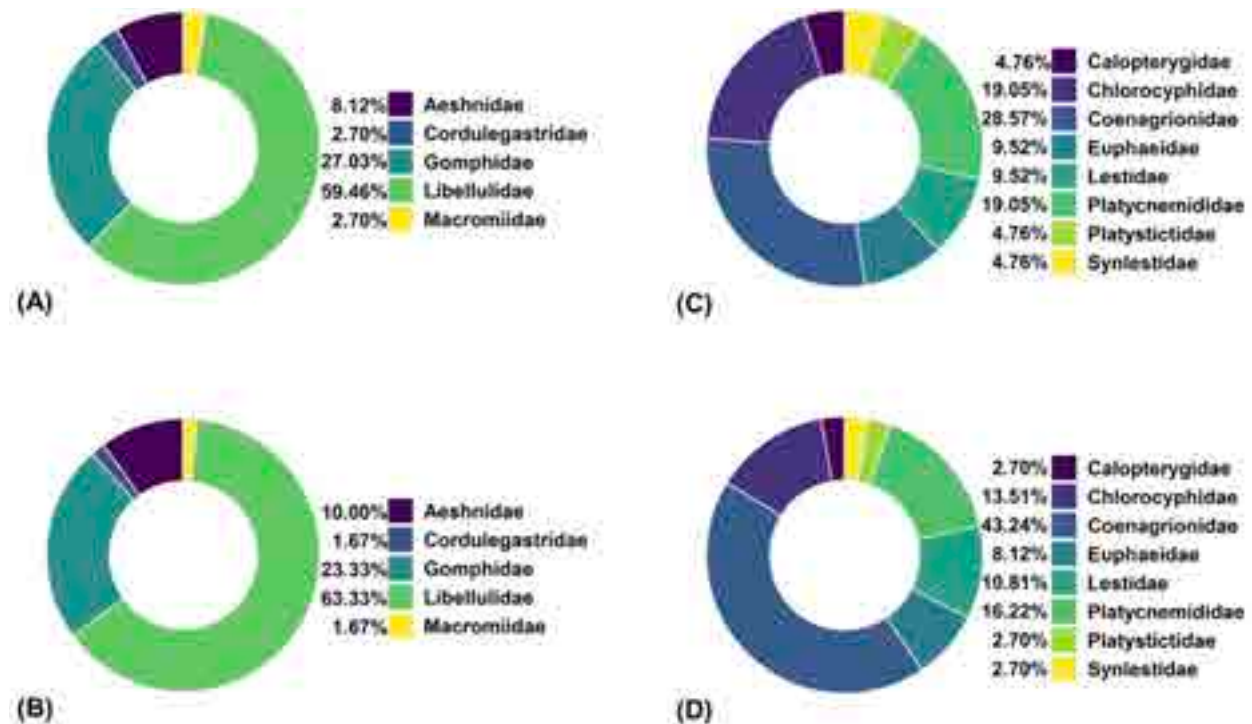 8.12% Aeshnidae
2.70% Cordulegastridae
27.03% Gomphidae
59.46% Libellulidae
2.70% Macromiidae
(A)
4.76% Calopterygidae
19.05% Chlorocyphidae
28.57% Coenagrionidae
9.52% Euphaeidae
9.52% Lestidae
19.05% Platycnemididae
4.76% Platystictidae
4.76% Synlestidae
(C)
10.00% Aeshnidae
1.67% Cordulegastridae
23.33% Gomphidae
63.33% Libellulidae
1.67% Macromiidae
(B)
2.70% Calopterygidae
13.51% Chlorocyphidae
43.24% Coenagrionidae
8.12% Euphaeidae
10.81% Lestidae
16.22% Platycnemididae
2.70% Platystictidae
2.70% Synlestidae
(D)